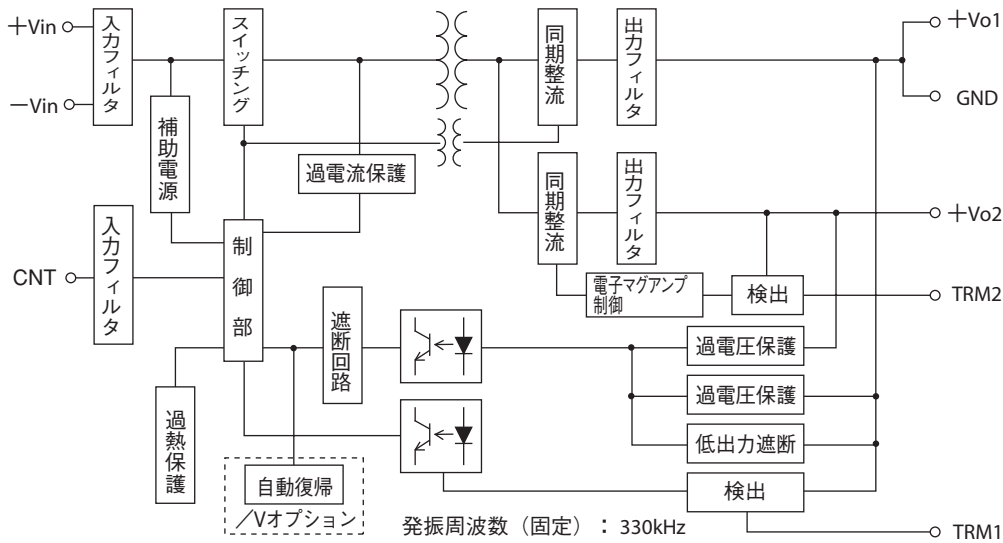 ＋Vin
－Vin
入力フィルタ
スイッチング
同期整流
出力フィルタ
＋Vo1
GND
補助電源
過電流保護
同期整流
出力フィルタ
＋Vo2
CNT
入力フィルタ
制御部
電子マグアンプ
制御
検出
TRM2
遮断回路
過電圧保護
過電圧保護
過熱保護
低出力遮断
自動復帰
／Vオプション
検出
発振周波数（固定）：330kHz
TRM1